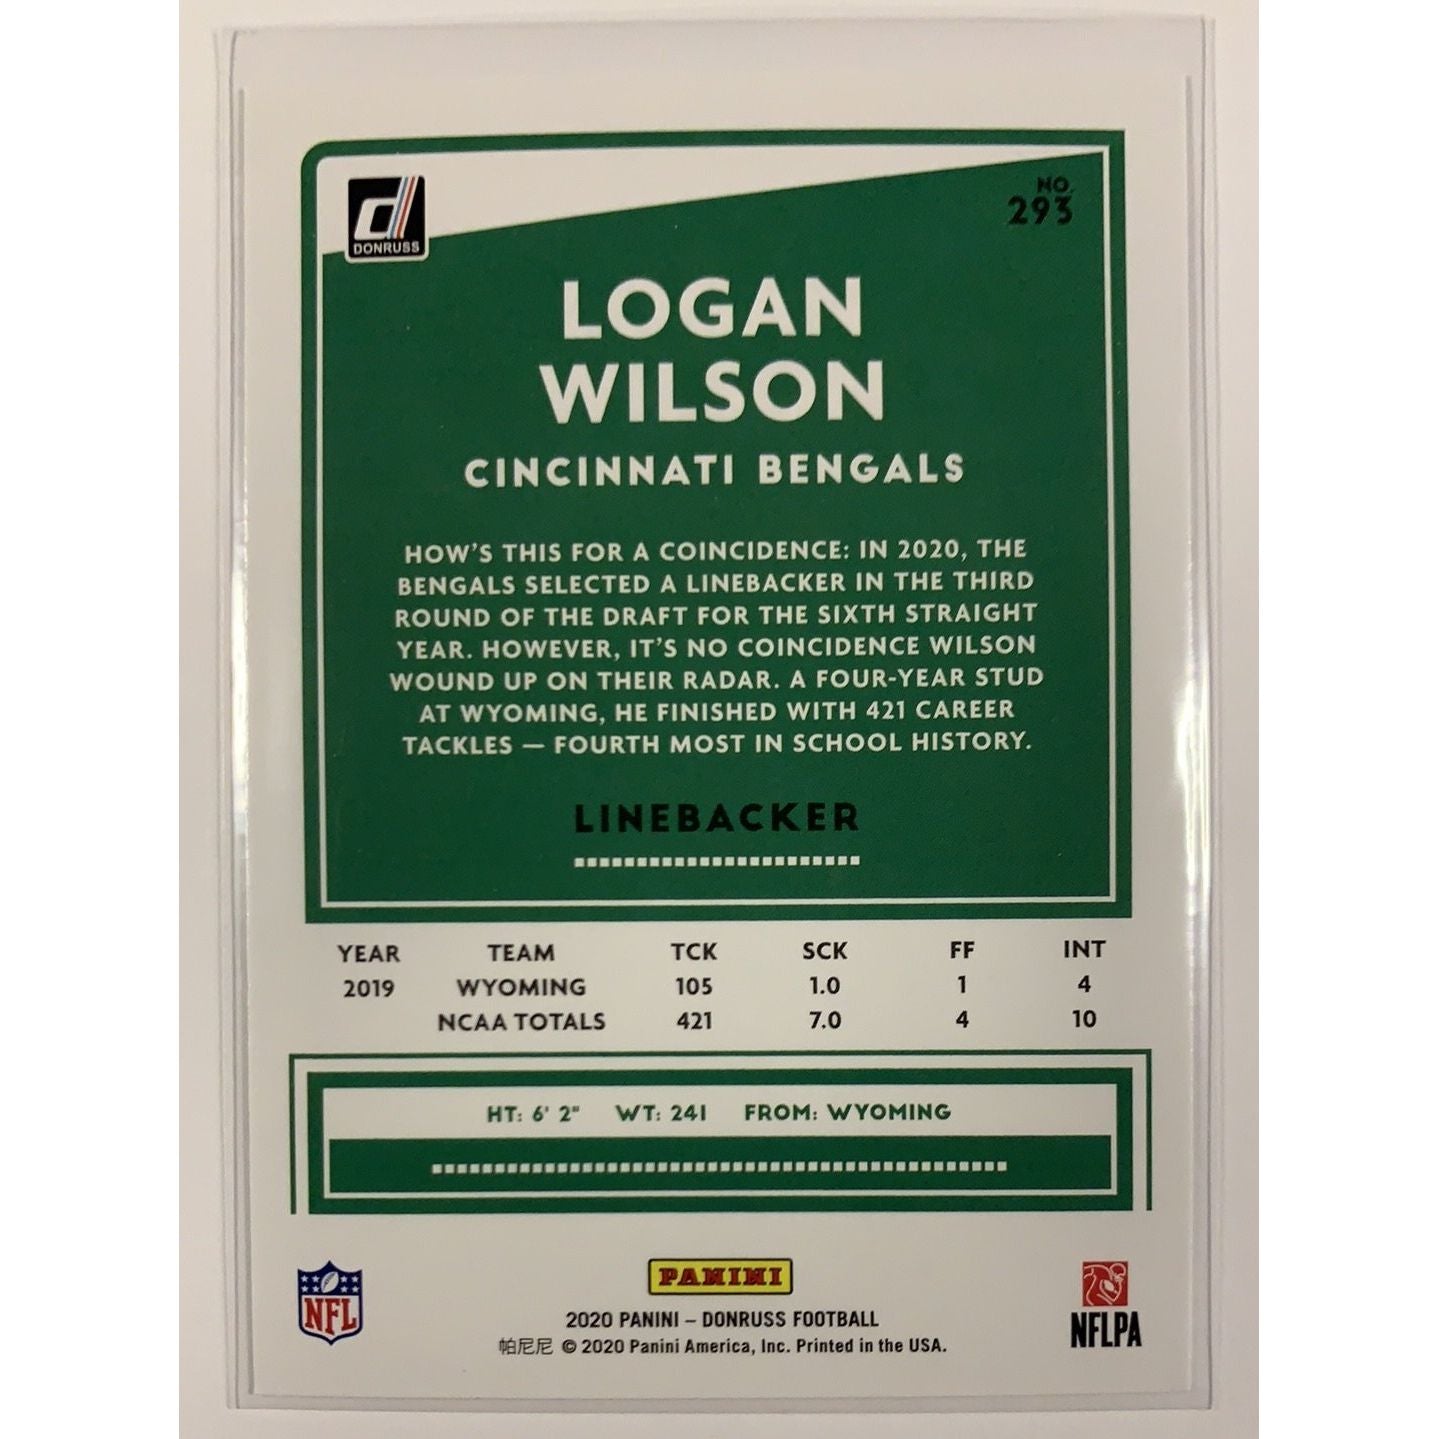 DONRUSS
NO.
293
LOGAN
WILSON
CINCINNATI BENGALS
HOW'S THIS FOR A COINCIDENCE: IN 2020, THE
BENGALS SELECTED A LINEBACKER IN THE THIRD
ROUND OF THE DRAFT FOR THE SIXTH STRAIGHT
YEAR. HOWEVER, IT'S NO COINCIDENCE WILSON
WOUND UP ON THEIR RADAR. A FOUR-YEAR STUD
AT WYOMING, HE FINISHED WITH 421 CAREER
TACKLES — FOURTH MOST IN SCHOOL HISTORY.
LINEBACKER
YEAR TEAM TCK SCK FF INT
2019 WYOMING 105 1.0 1 4
NCAA TOTALS 421 7.0 4 10
HT: 6' 2" WT: 241 FROM: WYOMING
NFL
PANINI
NFLPA
2020 PANINI – DONRUSS FOOTBALL
帕尼尼 © 2020 Panini America, Inc. Printed in the USA.